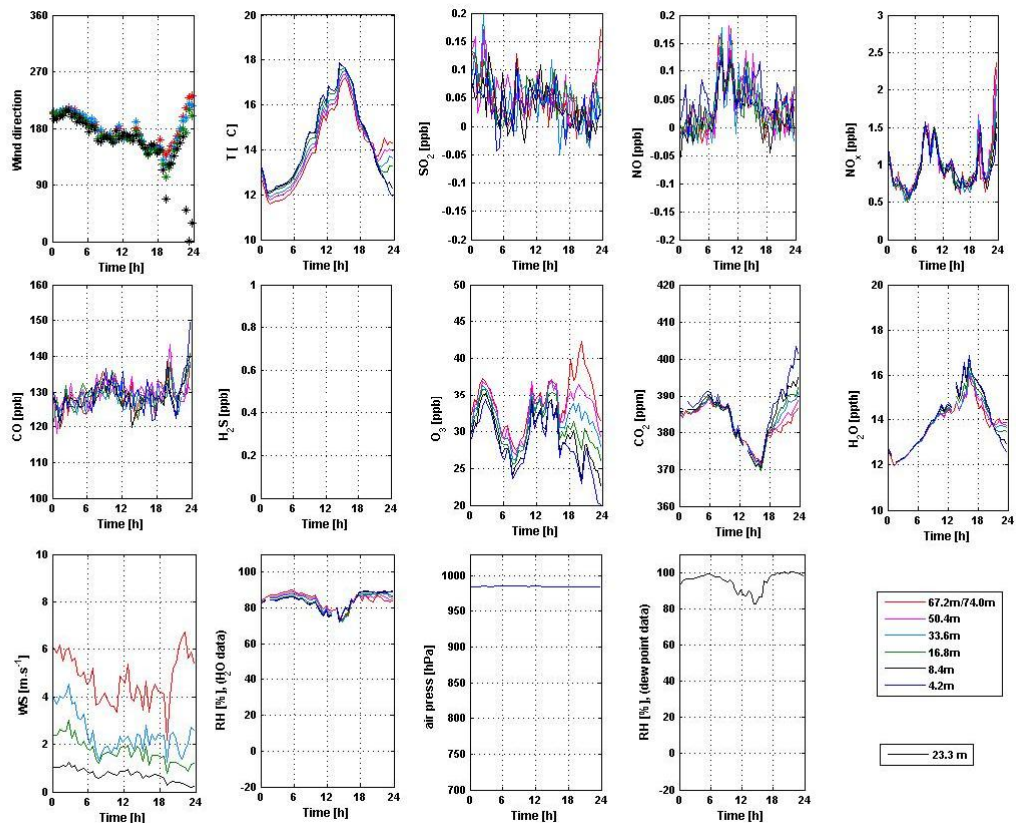 360
270
180
90
0
Wind direction
0 6 12 18 24
Time [h]
20
18
16
14
12
10
T [ C]
0 6 12 18 24
Time [h]
0.2
0.15
0.1
0.05
0
-0.05
-0.1
-0.15
-0.2
SO2 [ppb]
0 6 12 18 24
Time [h]
0.2
0.15
0.1
0.05
0
-0.05
-0.1
-0.15
-0.2
NO [ppb]
0 6 12 18 24
Time [h]
3
2.5
2
1.5
1
0.5
0
NOx [ppb]
0 6 12 18 24
Time [h]
160
150
140
130
120
110
100
CO [ppb]
0 6 12 18 24
Time [h]
1
0.8
0.6
0.4
0.2
0
H2S [ppb]
0 6 12 18 24
Time [h]
50
45
40
35
30
25
20
O3 [ppb]
0 6 12 18 24
Time [h]
420
410
400
390
380
370
360
CO2 [ppm]
0 6 12 18 24
Time [h]
20
18
16
14
12
10
H2O [ppth]
0 6 12 18 24
Time [h]
10
8
6
4
2
0
WS [m.s-1]
0 6 12 18 24
Time [h]
100
80
60
40
20
0
-20
RH [%], (H2O data)
0 6 12 18 24
Time [h]
1000
950
900
850
800
750
700
air press [hPa]
0 6 12 18 24
Time [h]
100
80
60
40
20
0
-20
RH [%], (dew point data)
0 6 12 18 24
Time [h]
67.2m/74.0m
50.4m
33.6m
16.8m
8.4m
4.2m
23.3 m